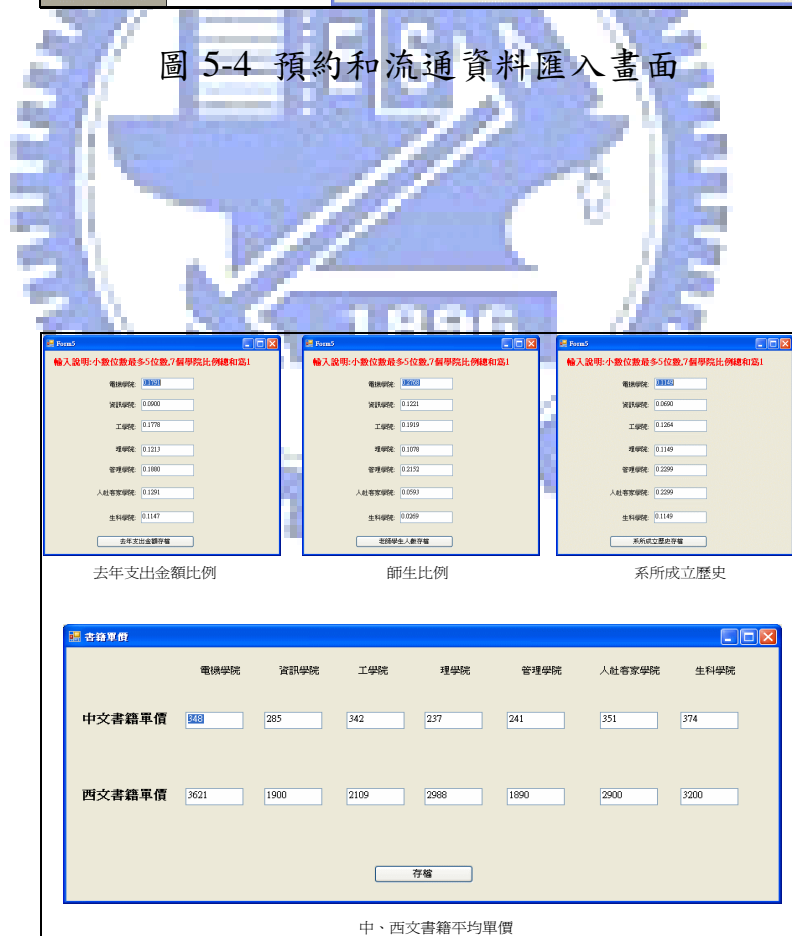 圖 5-4 預約和流通資料匯入畫面
1896
Form5
輸入說明:小數位數最多5位數,7個學院比例總和為1
電機學院: 0.1791
資訊學院: 0.0900
工學院: 0.1778
理學院: 0.1213
管理學院: 0.1880
人社客家學院: 0.1291
生科學院: 0.1147
去年支出金額存檔
去年支出金額比例
Form5
輸入說明:小數位數最多5位數,7個學院比例總和為1
電機學院: 0.2768
資訊學院: 0.1221
工學院: 0.1919
理學院: 0.1078
管理學院: 0.2152
人社客家學院: 0.0593
生科學院: 0.0269
老師學生人數存檔
師生比例
Form5
輸入說明:小數位數最多5位數,7個學院比例總和為1
電機學院: 0.1149
資訊學院: 0.0690
工學院: 0.1264
理學院: 0.1149
管理學院: 0.2299
人社客家學院: 0.2299
生科學院: 0.1149
系所成立歷史存檔
系所成立歷史
書籍單價
電機學院 資訊學院 工學院 理學院 管理學院 人社客家學院 生科學院
中文書籍單價 348 285 342 237 241 351 374
西文書籍單價 3621 1900 2109 2988 1890 2900 3200
存檔
中、西文書籍平均單價